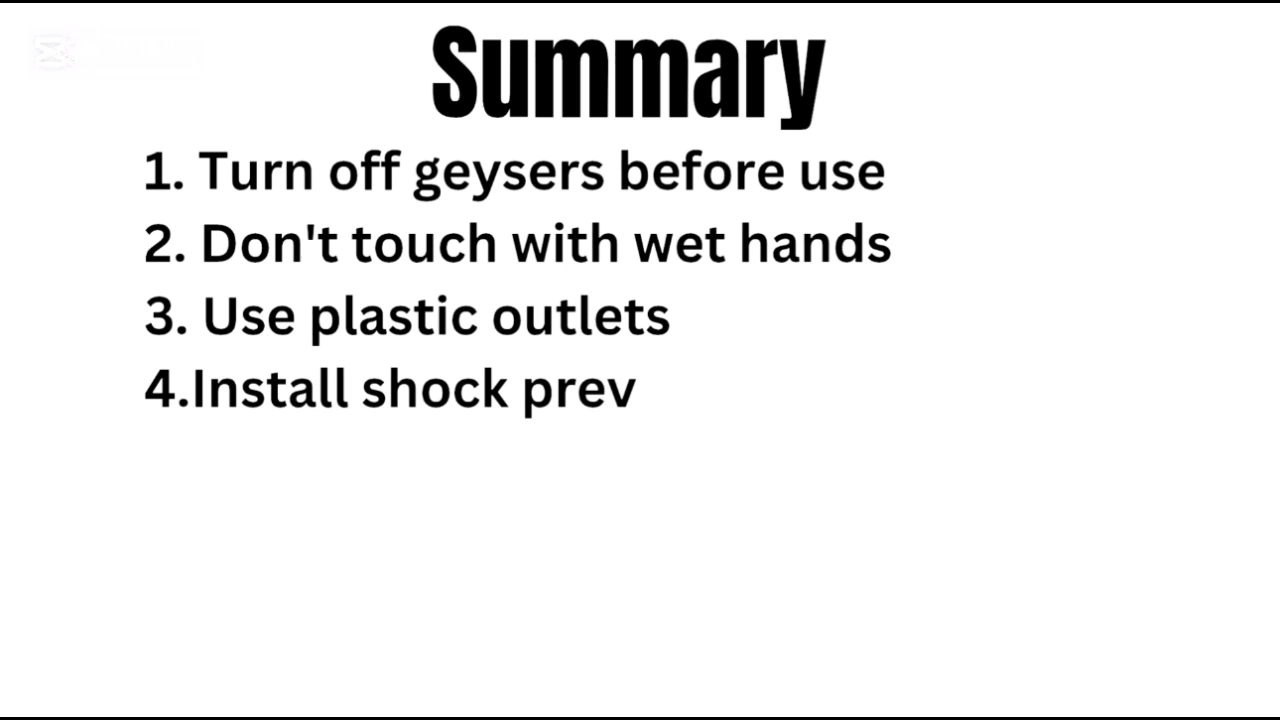 Summary
1. Turn off geysers before use
2. Don't touch with wet hands
3. Use plastic outlets
4.Install shock prev